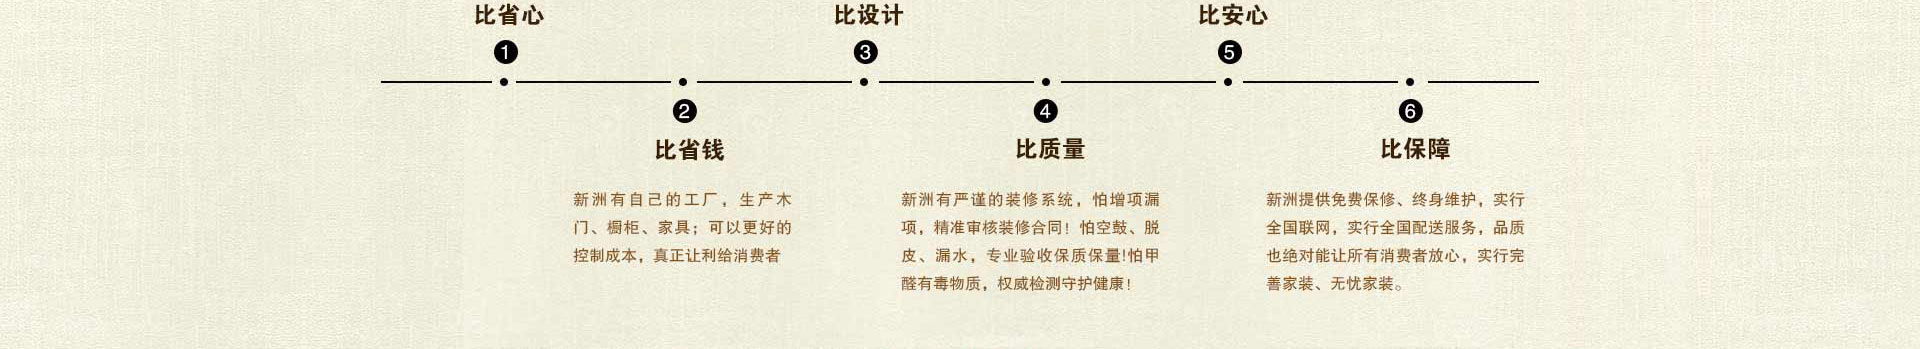 比省心
比设计
比安心
1
3
5
2
4
6
比省钱
比质量
比保障
新洲有自己的工厂，生产木
门、橱柜、家具；可以更好的
控制成本，真正让利给消费者
新洲有严谨的装修系统，怕增项漏
项，精准审核装修合同！怕空鼓、脱
皮、漏水，专业验收保质保量!怕甲
醛有毒物质，权威检测守护健康！
新洲提供免费保修、终身维护，实行
全国联网，实行全国配送服务，品质
也绝对能让所有消费者放心，实行完
善家装、无忧家装。